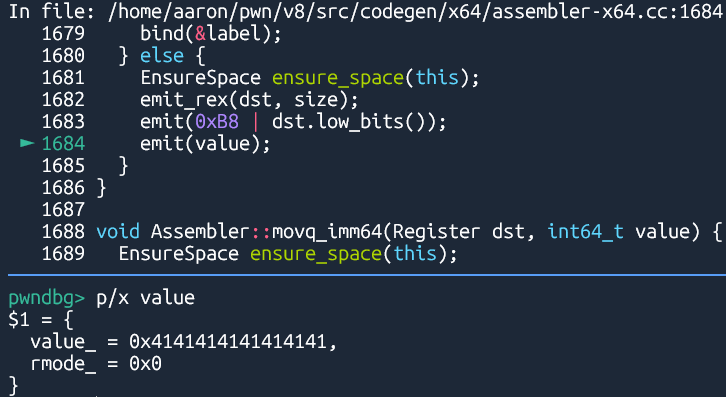 In file: /home/aaron/pwn/v8/src/codegen/x64/assembler-x64.cc:1684
   1679     bind(&label);
   1680   } else {
   1681     EnsureSpace ensure_space(this);
   1682     emit_rex(dst, size);
   1683     emit(0xB8 | dst.low_bits());
 ► 1684     emit(value);
   1685   }
   1686 }
   1687
   1688 void Assembler::movq_imm64(Register dst, int64_t value) {
   1689   EnsureSpace ensure_space(this);
pwndbg> p/x value
$1 = {
  value_ = 0x4141414141414141,
  rmode_ = 0x0
}